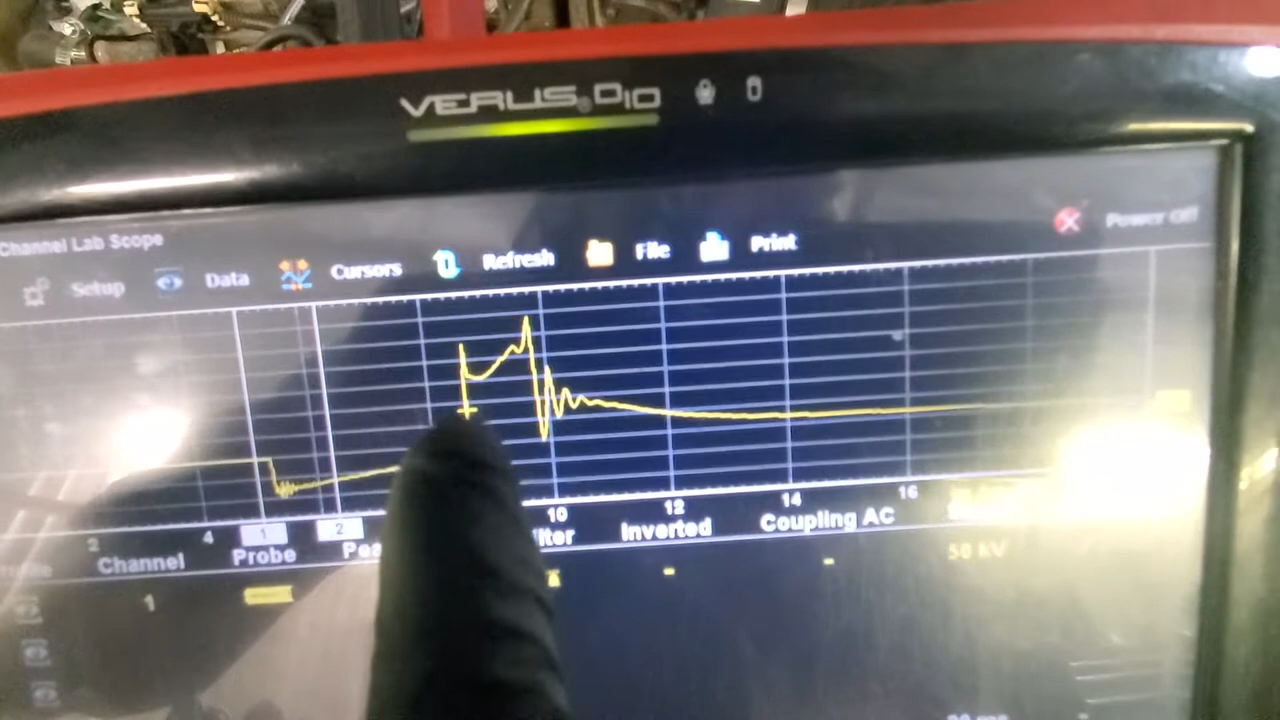 VERUS D10
Channel Lab Scope
Power Off
Setup Data Cursors Refresh File Print
2 4 1 2 10 12 14 16
Channel Probe Inverted Coupling AC
1
50 kV